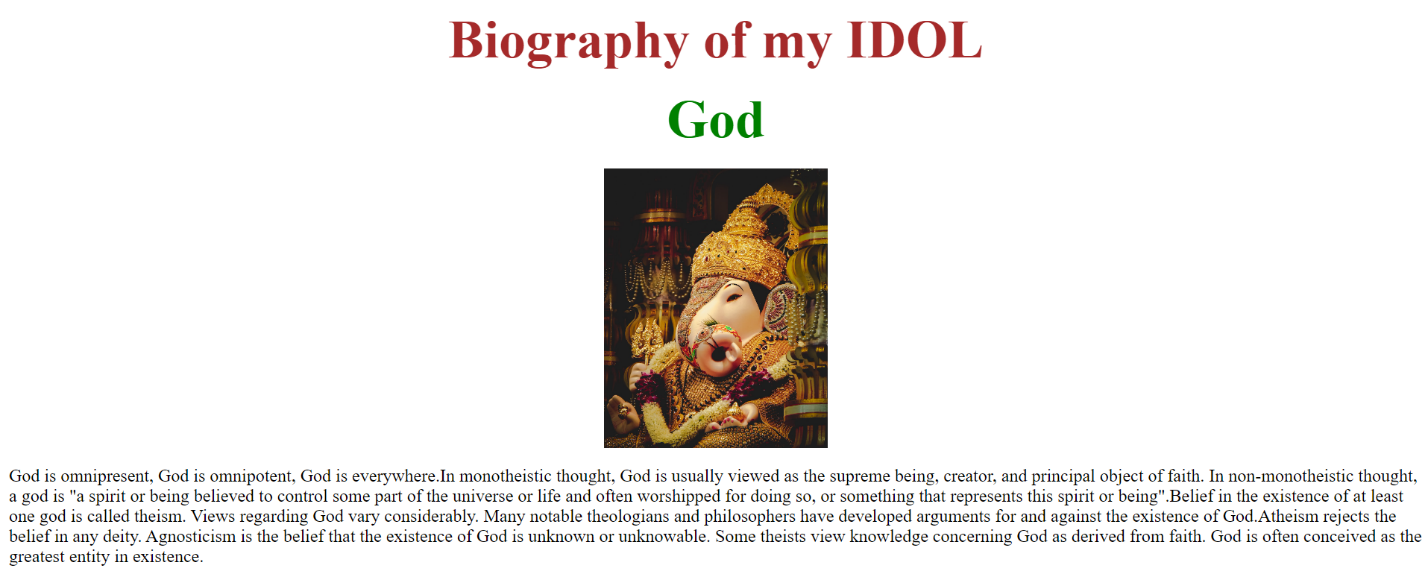 Biography of my IDOL
God
God is omnipresent, God is omnipotent, God is everywhere.In monotheistic thought, God is usually viewed as the supreme being, creator, and principal object of faith. In non-monotheistic thought,
a god is "a spirit or being believed to control some part of the universe or life and often worshipped for doing so, or something that represents this spirit or being".Belief in the existence of at least
one god is called theism. Views regarding God vary considerably. Many notable theologians and philosophers have developed arguments for and against the existence of God.Atheism rejects the
belief in any deity. Agnosticism is the belief that the existence of God is unknown or unknowable. Some theists view knowledge concerning God as derived from faith. God is often conceived as the
greatest entity in existence.